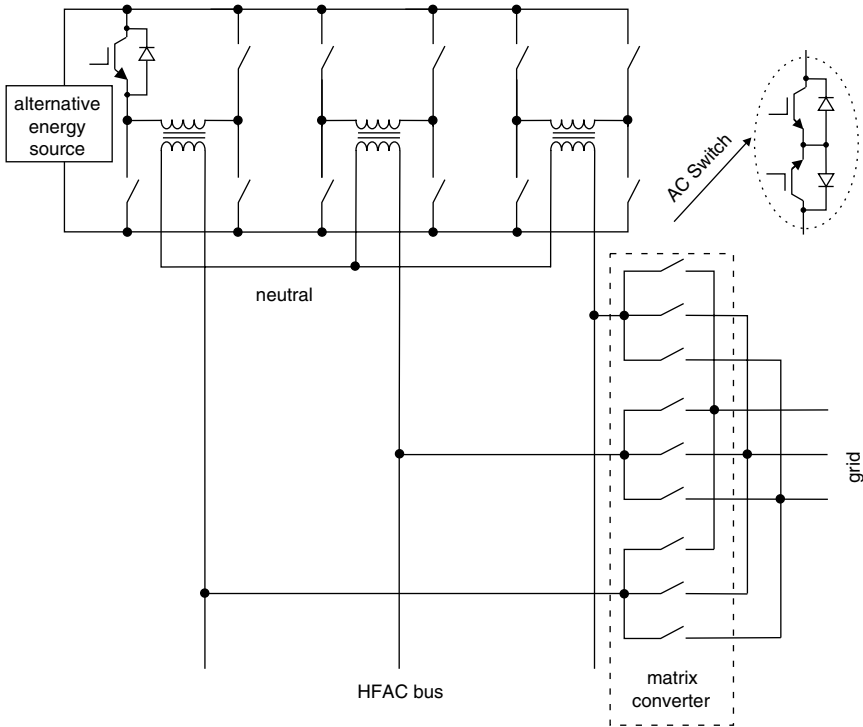 alternative
energy
source
AC Switch
neutral
grid
HFAC bus
matrix
converter